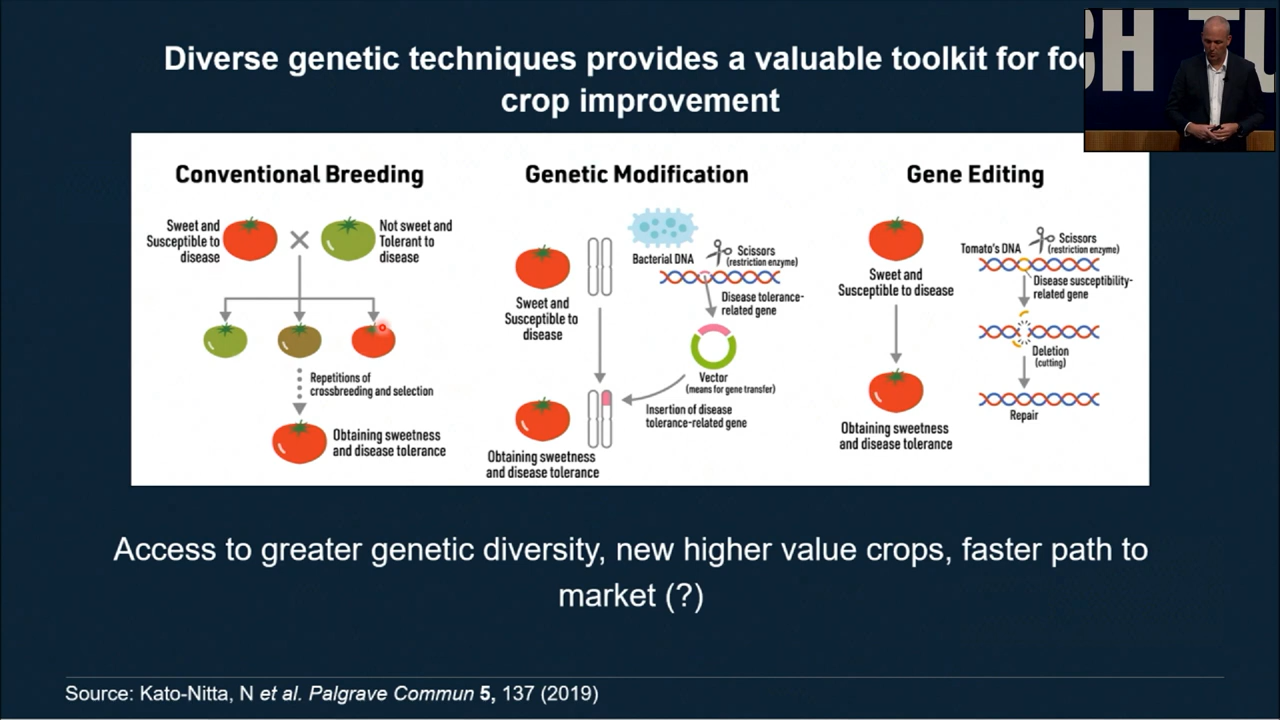 Diverse genetic techniques provides a valuable toolkit for
crop improvement
Conventional Breeding
Sweet and
Susceptible to
disease
Not sweet and
Tolerant to
disease
Repetitions of
crossbreeding and selection
Obtaining sweetness
and disease tolerance
Genetic Modification
Sweet and
Susceptible to
disease
Bacterial DNA
Scissors
(restriction enzyme)
Disease tolerance-
related gene
Vector
(means for gene transfer)
Insertion of disease
tolerance-related gene
Obtaining sweetness
and disease tolerance
Gene Editing
Sweet and
Susceptible to disease
Obtaining sweetness
and disease tolerance
Tomato's DNA
Scissors
(restriction enzyme)
Disease susceptibility-
related gene
Deletion
(cutting)
Repair
Access to greater genetic diversity, new higher value crops, faster path to
market (?)
Source: Kato-Nitta, N et al. Palgrave Commun 5, 137 (2019)